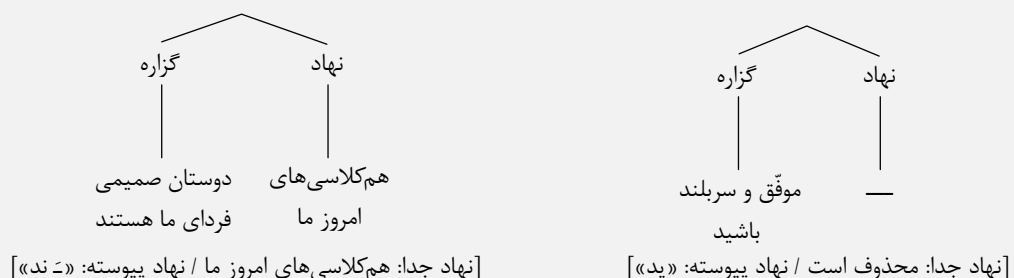 نهاد گزاره
— موفّق و سربلند
باشید
[نهاد جدا: محذوف است / نهاد پیوسته: «ید»]
نهاد گزاره
هم‌کلاسی‌های دوستان صمیمی
امروز ما فردای ما هستند
[نهاد جدا: هم‌کلاسی‌های امروز ما / نهاد پیوسته: «ـَ ند»]